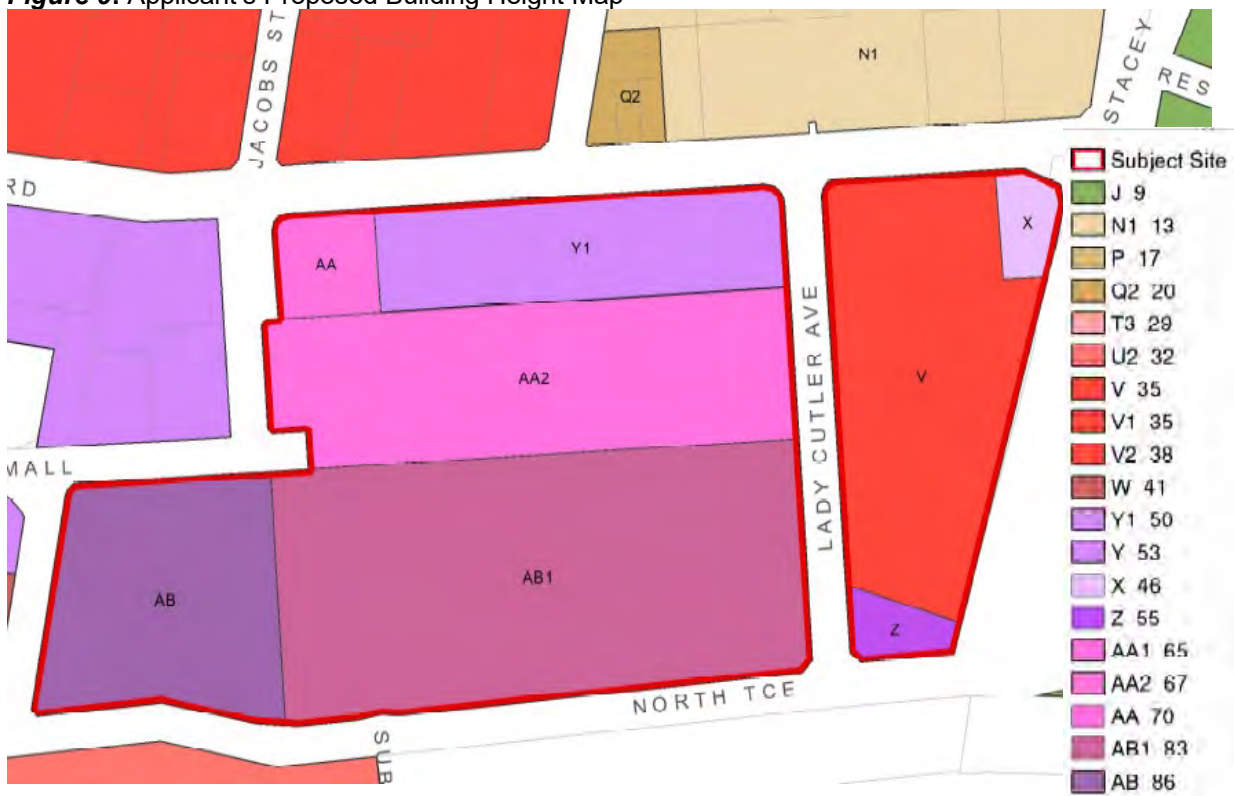 Figure 9: Applicant's Proposed Building Height Map
JACOBS ST
N1
Q2
STACEY
RES
RD
AA
Y1
X
AA2
LADY CUTLER AVE
V
MALL
AB
AB1
Z
NORTH TCE
SUB
Subject Site
J 9
N1 13
P 17
Q2 20
T3 29
U2 32
V 35
V1 35
V2 38
W 41
Y1 50
Y 53
X 46
Z 55
AA1 65
AA2 67
AA 70
AB1 83
AB 86